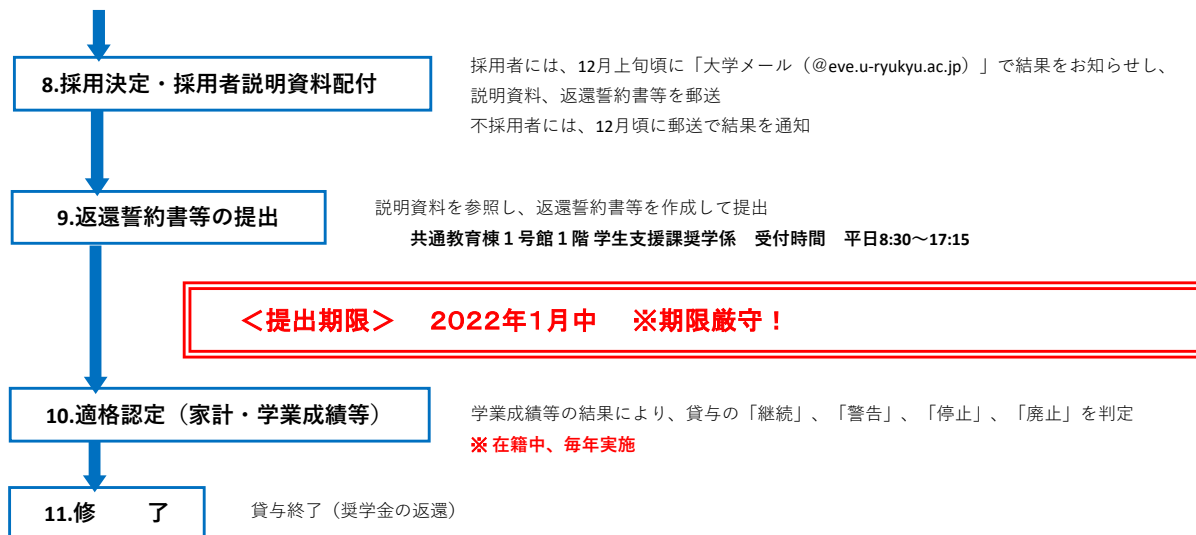 8.採用決定・採用者説明資料配付
採用者には、12月上旬頃に「大学メール（@eve.u-ryukyu.ac.jp）」で結果をお知らせし、
説明資料、返還誓約書等を郵送
不採用者には、12月頃に郵送で結果を通知
9.返還誓約書等の提出
説明資料を参照し、返還誓約書等を作成して提出
共通教育棟１号館１階 学生支援課奨学係　受付時間　平日8:30～17:15
＜提出期限＞　2022年1月中　※期限厳守！
10.適格認定（家計・学業成績等）
学業成績等の結果により、貸与の「継続」、「警告」、「停止」、「廃止」を判定
※ 在籍中、毎年実施
11.修　　了
貸与終了（奨学金の返還）